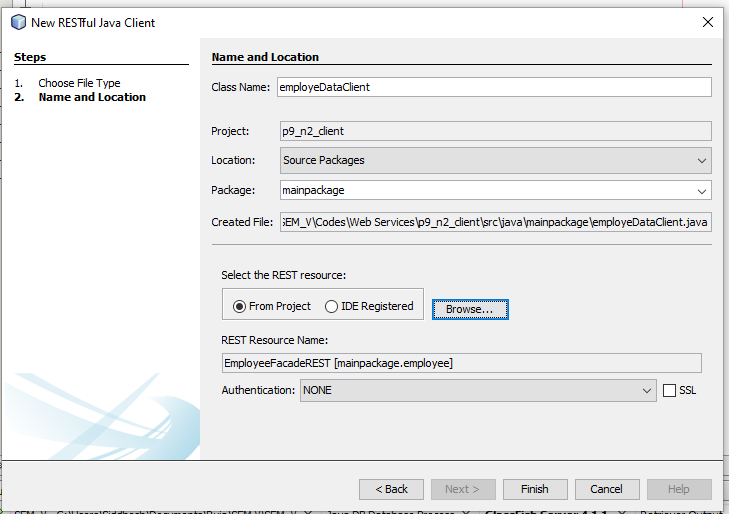 New RESTful Java Client
Steps
1. Choose File Type
2. Name and Location
Name and Location
Class Name: employeDataClient
Project: p9_n2_client
Location: Source Packages
Package: mainpackage
Created File: SEM_V\Codes\Web Services\p9_n2_client\src\java\mainpackage\employeDataClient.java
Select the REST resource:
From Project IDE Registered Browse...
REST Resource Name:
EmployeeFacadeREST [mainpackage.employee]
Authentication: NONE SSL
< Back Next > Finish Cancel Help